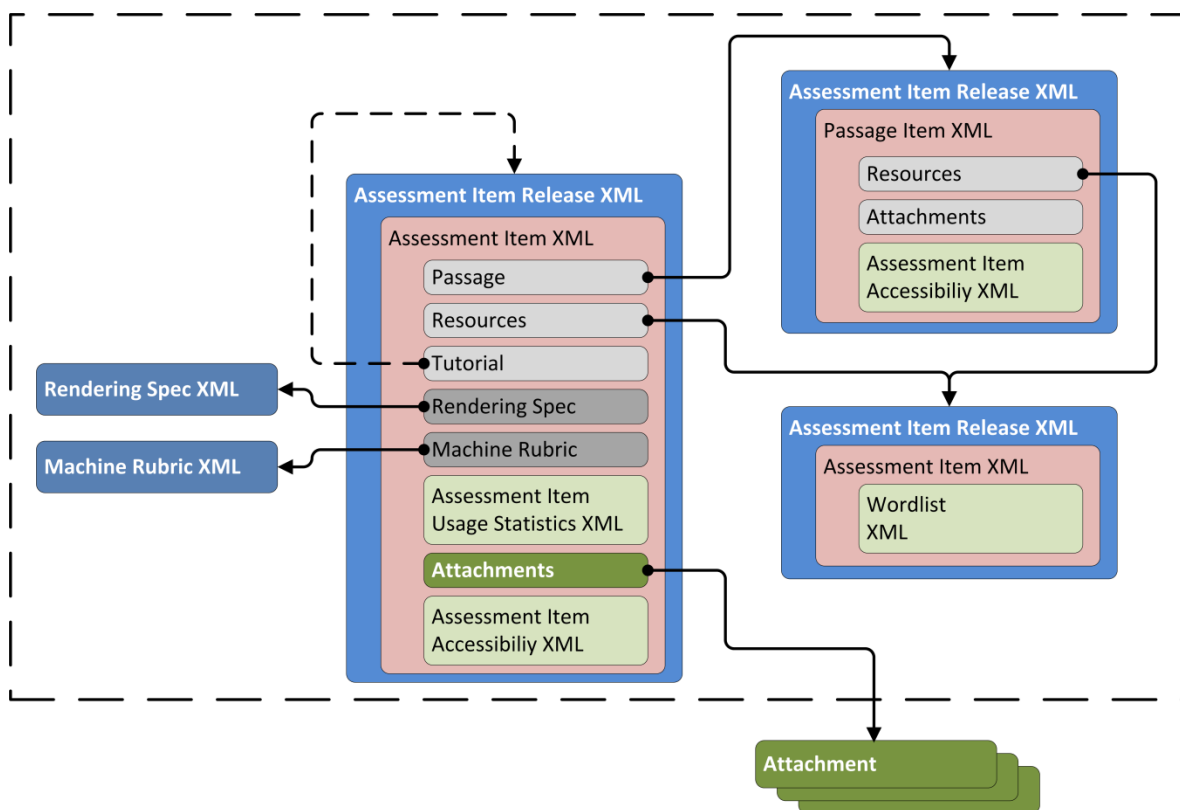 Assessment Item Release XML
Assessment Item XML
Passage
Resources
Tutorial
Rendering Spec
Machine Rubric
Assessment Item
Usage Statistics XML
Attachments
Assessment Item
Accessibiliy XML
Rendering Spec XML
Machine Rubric XML
Assessment Item Release XML
Passage Item XML
Resources
Attachments
Assessment Item
Accessibiliy XML
Assessment Item Release XML
Assessment Item XML
Wordlist
XML
Attachment